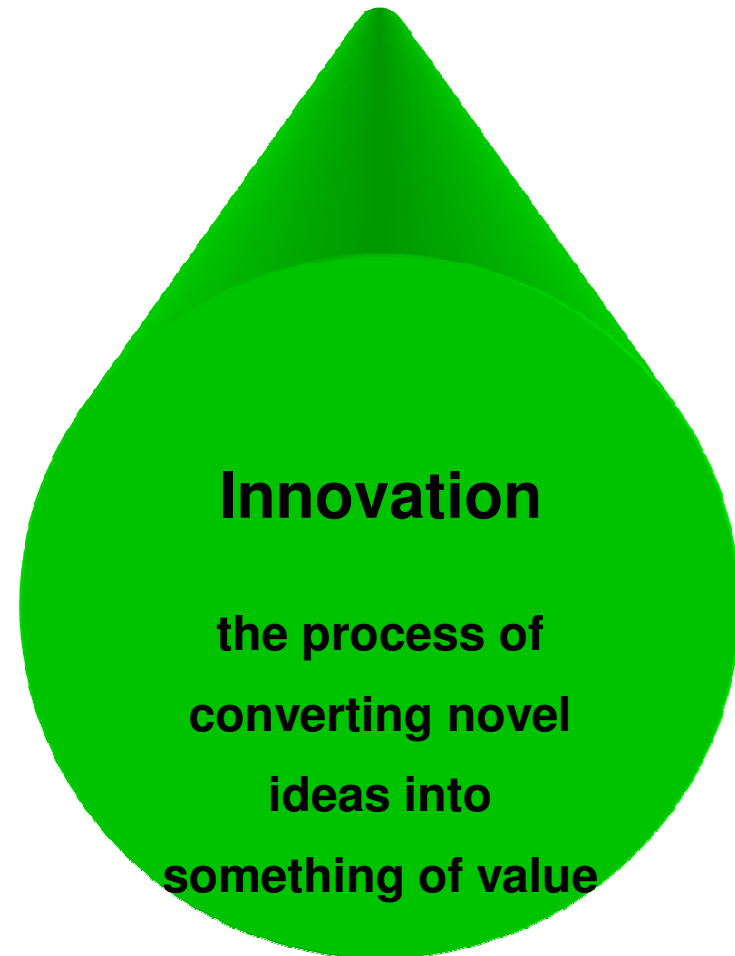 Innovation
the process of
converting novel
ideas into
something of value